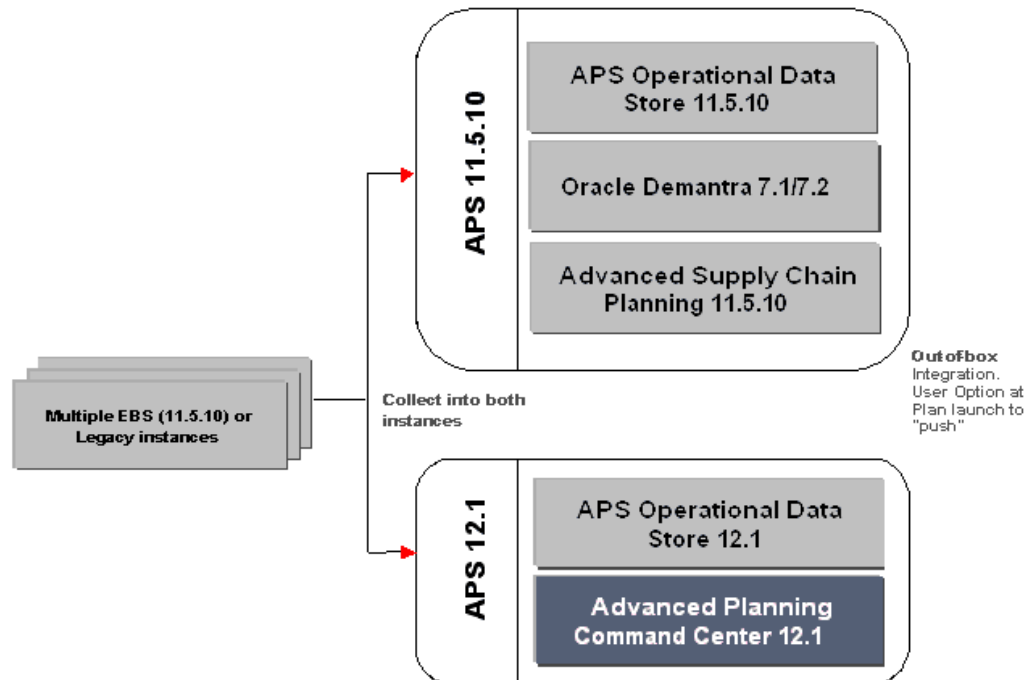 APS 11.5.10
APS Operational Data
Store 11.5.10
Oracle Demantra 7.1/7.2
Advanced Supply Chain
Planning 11.5.10
Multiple EBS (11.5.10) or
Legacy instances
Collect into both
instances
Outofbox
Integration.
User Option at
Plan launch to
"push"
APS 12.1
APS Operational Data
Store 12.1
Advanced Planning
Command Center 12.1